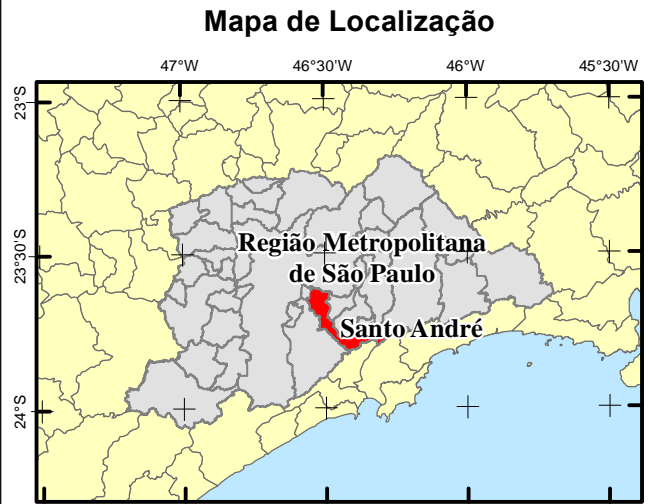 Mapa de Localização
47°W
46°30'W
46°W
45°30'W
23°S
23°30'S
24°S
Região Metropolitana
de São Paulo
Santo André